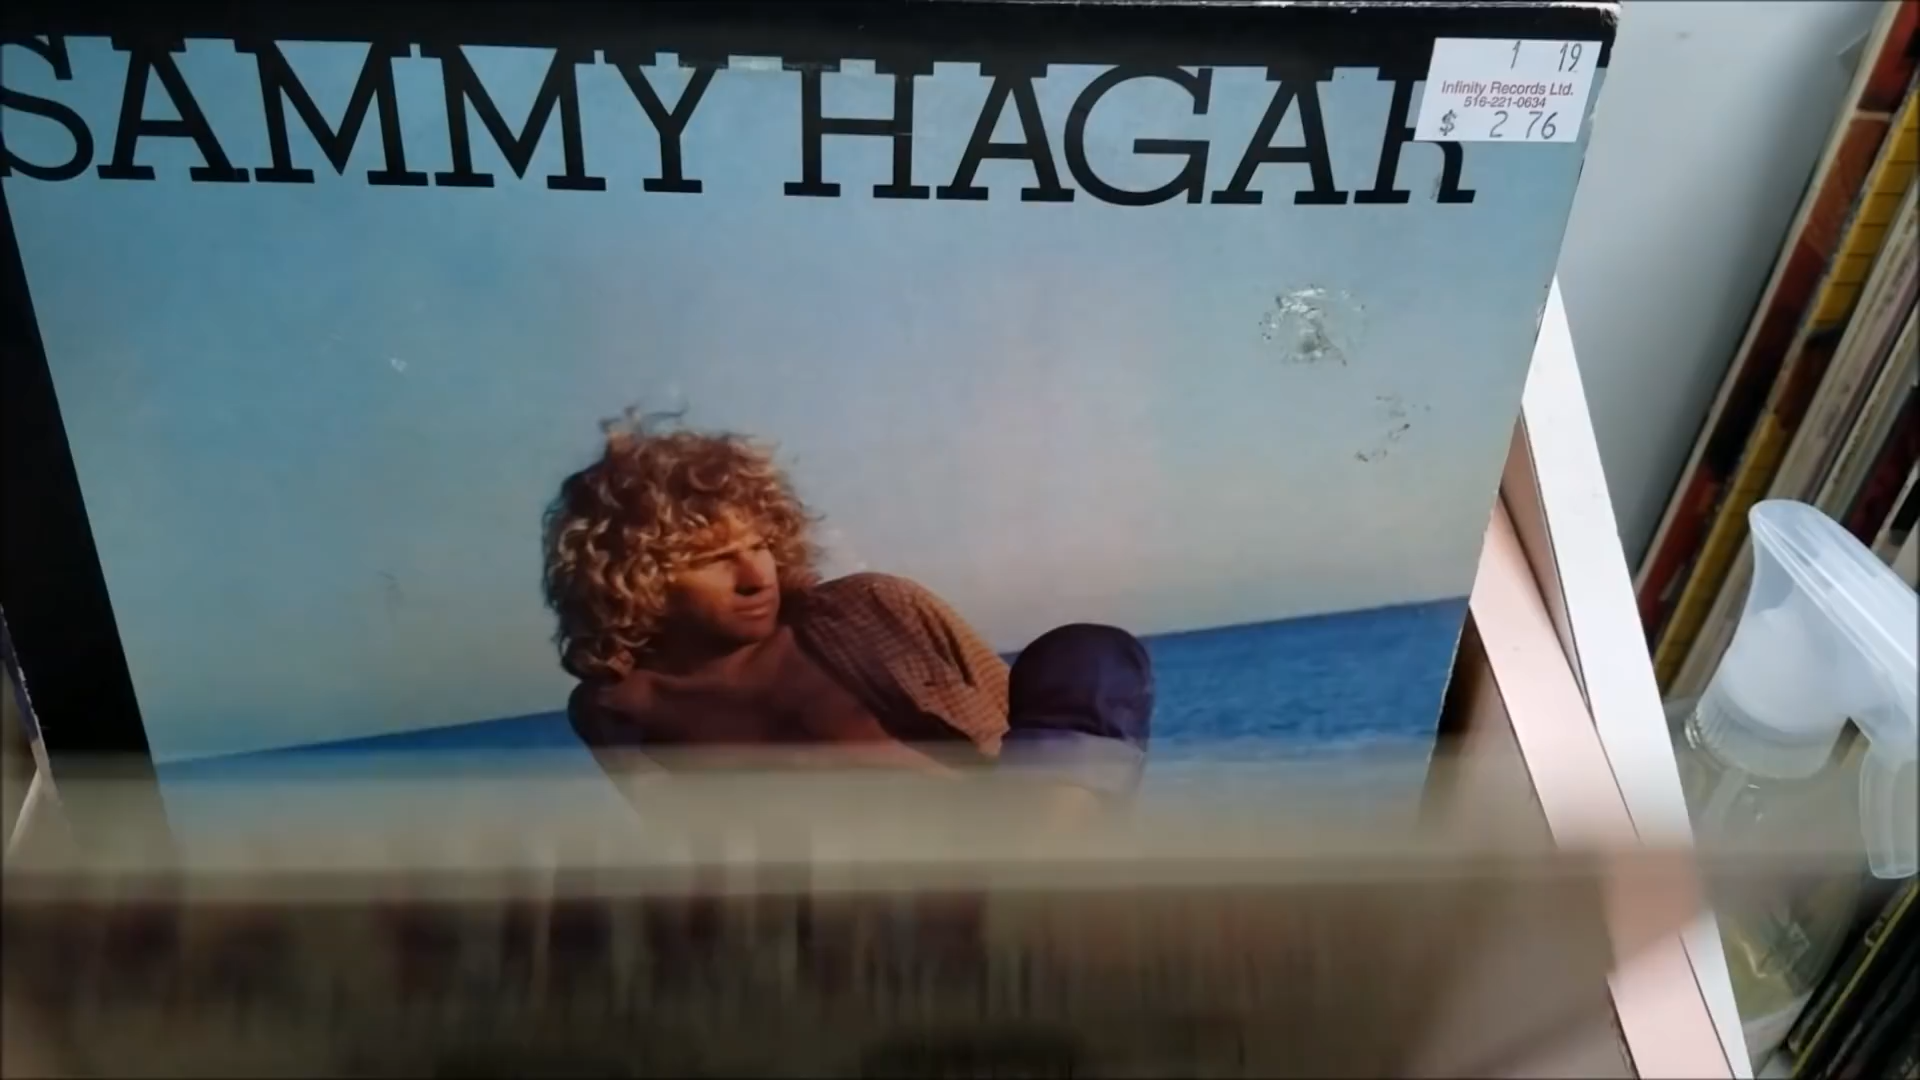 SAMMY HAGAR
1 19
Infinity Records Ltd.
516-221-0634
$ 2 76